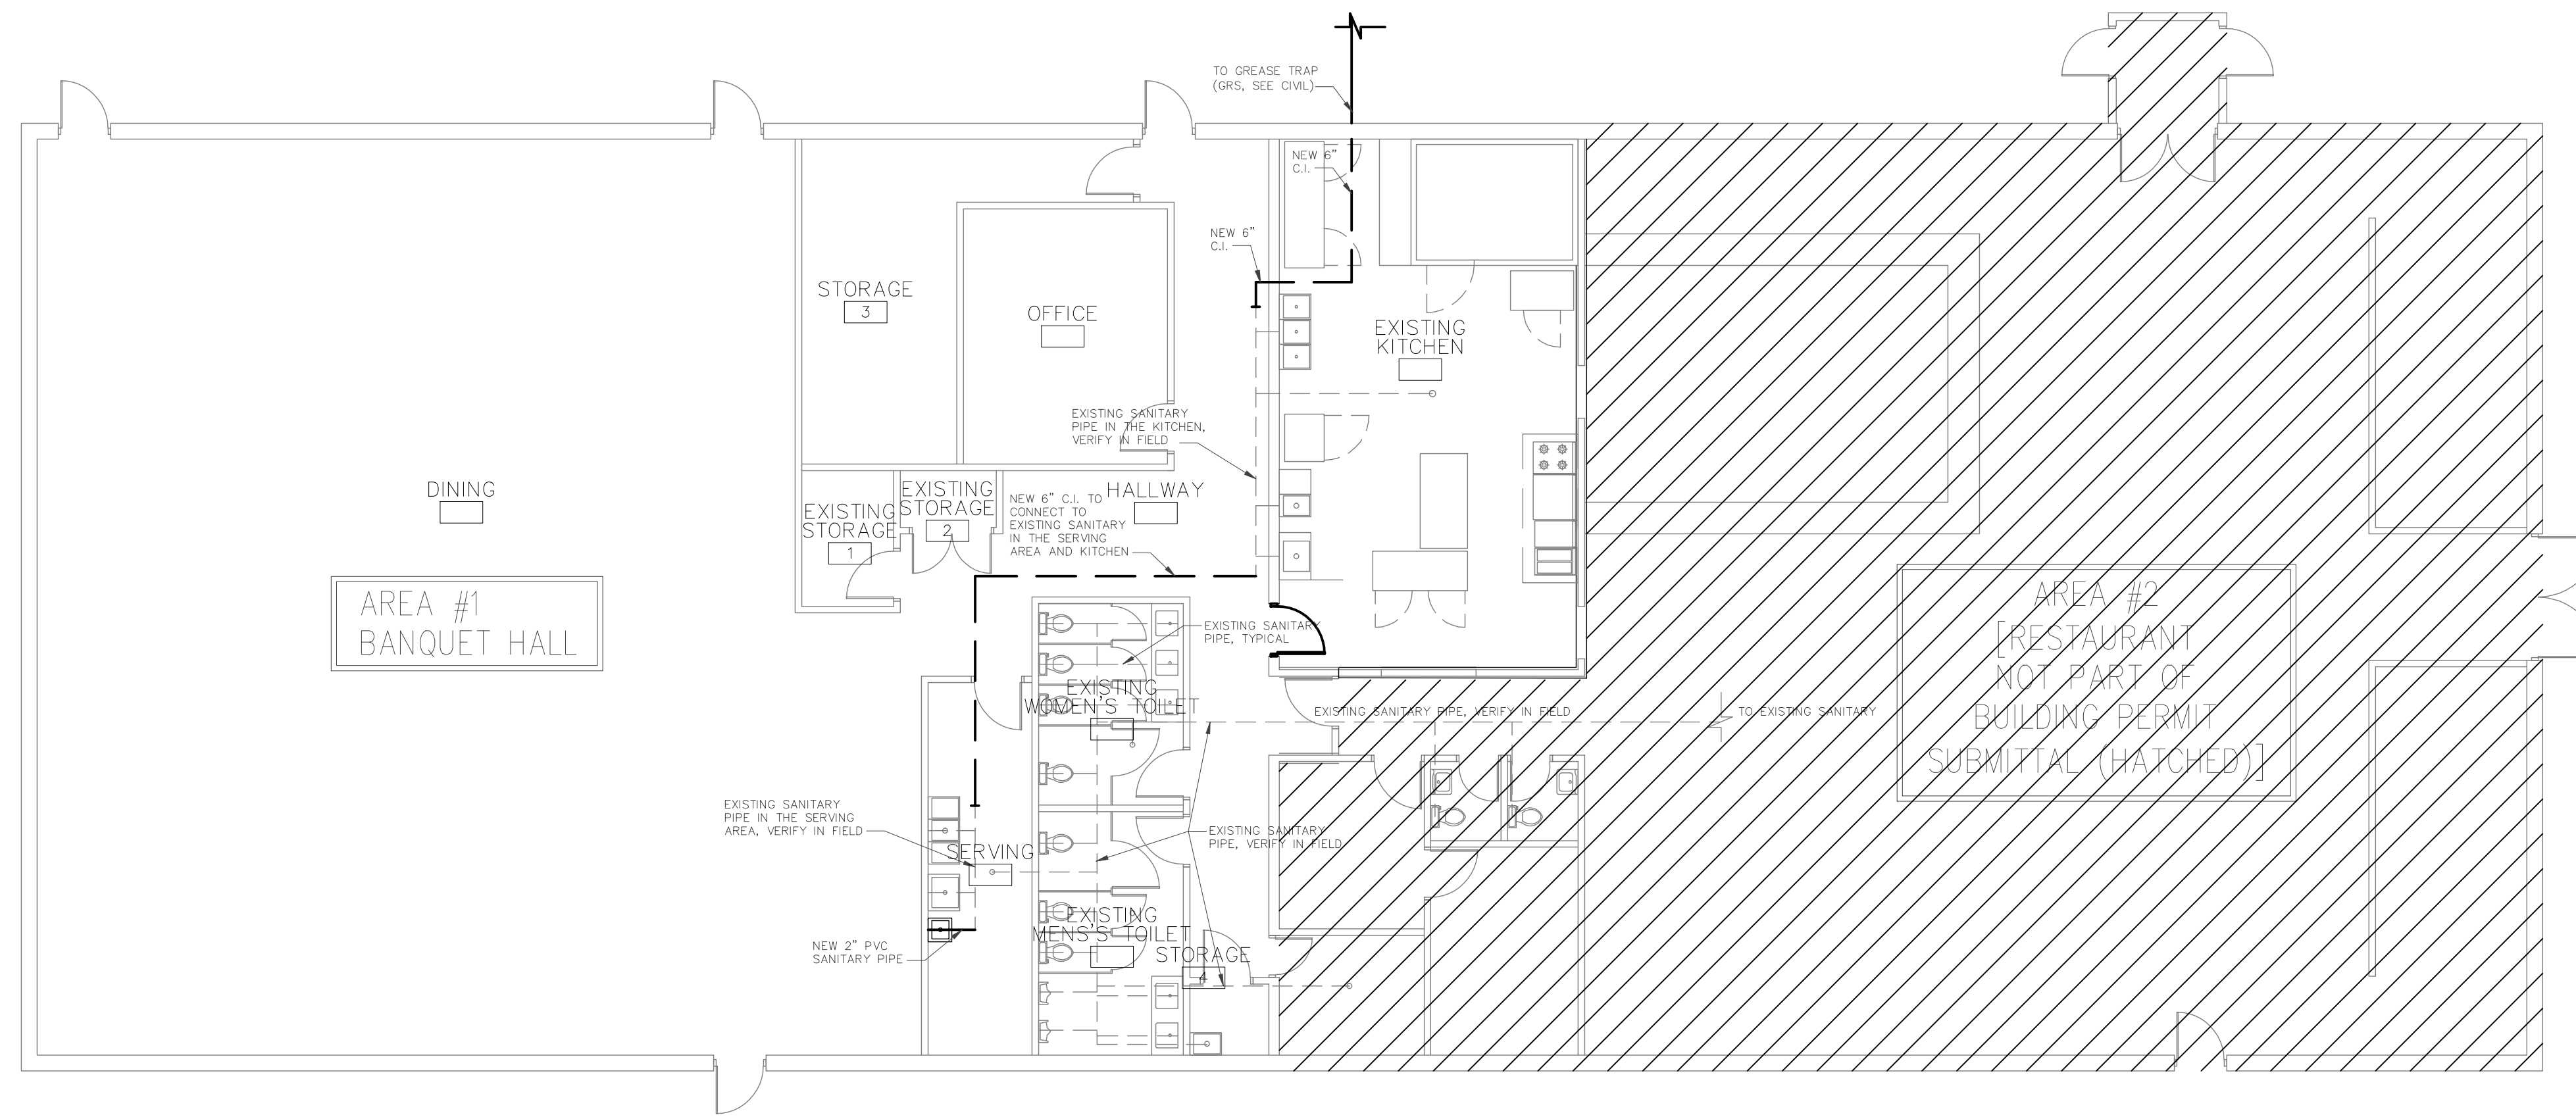 TO GREASE TRAP
(GRS, SEE CIVIL)
NEW 6"
C.I.
NEW 6"
C.I.
STORAGE
3
OFFICE
EXISTING
KITCHEN
EXISTING SANITARY
PIPE IN THE KITCHEN,
VERIFY IN FIELD
DINING
EXISTING
STORAGE
1
EXISTING
STORAGE
2
NEW 6" C.I. TO
CONNECT TO
EXISTING SANITARY
IN THE SERVING
AREA AND KITCHEN
HALLWAY
AREA #1
BANQUET HALL
AREA #2
[RESTAURANT
NOT PART OF
BUILDING PERMIT
SUBMITTAL (HATCHED)]
EXISTING SANITARY
PIPE, TYPICAL
EXISTING
WOMEN'S TOILET
EXISTING SANITARY PIPE, VERIFY IN FIELD
TO EXISTING SANITARY
EXISTING SANITARY
PIPE IN THE SERVING
AREA, VERIFY IN FIELD
SERVING
EXISTING SANITARY
PIPE, VERIFY IN FIELD
EXISTING
MENS'S TOILET
STORAGE
4
NEW 2" PVC
SANITARY PIPE